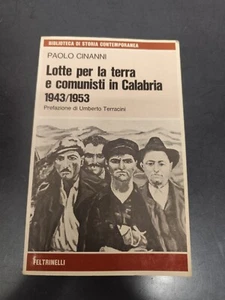 BIBLIOTECA DI STORIA CONTEMPORANEA
PAOLO CINANNI
Lotte per la terra
e comunisti in Calabria
1943/1953
Prefazione di Umberto Terracini
FELTRINELLI